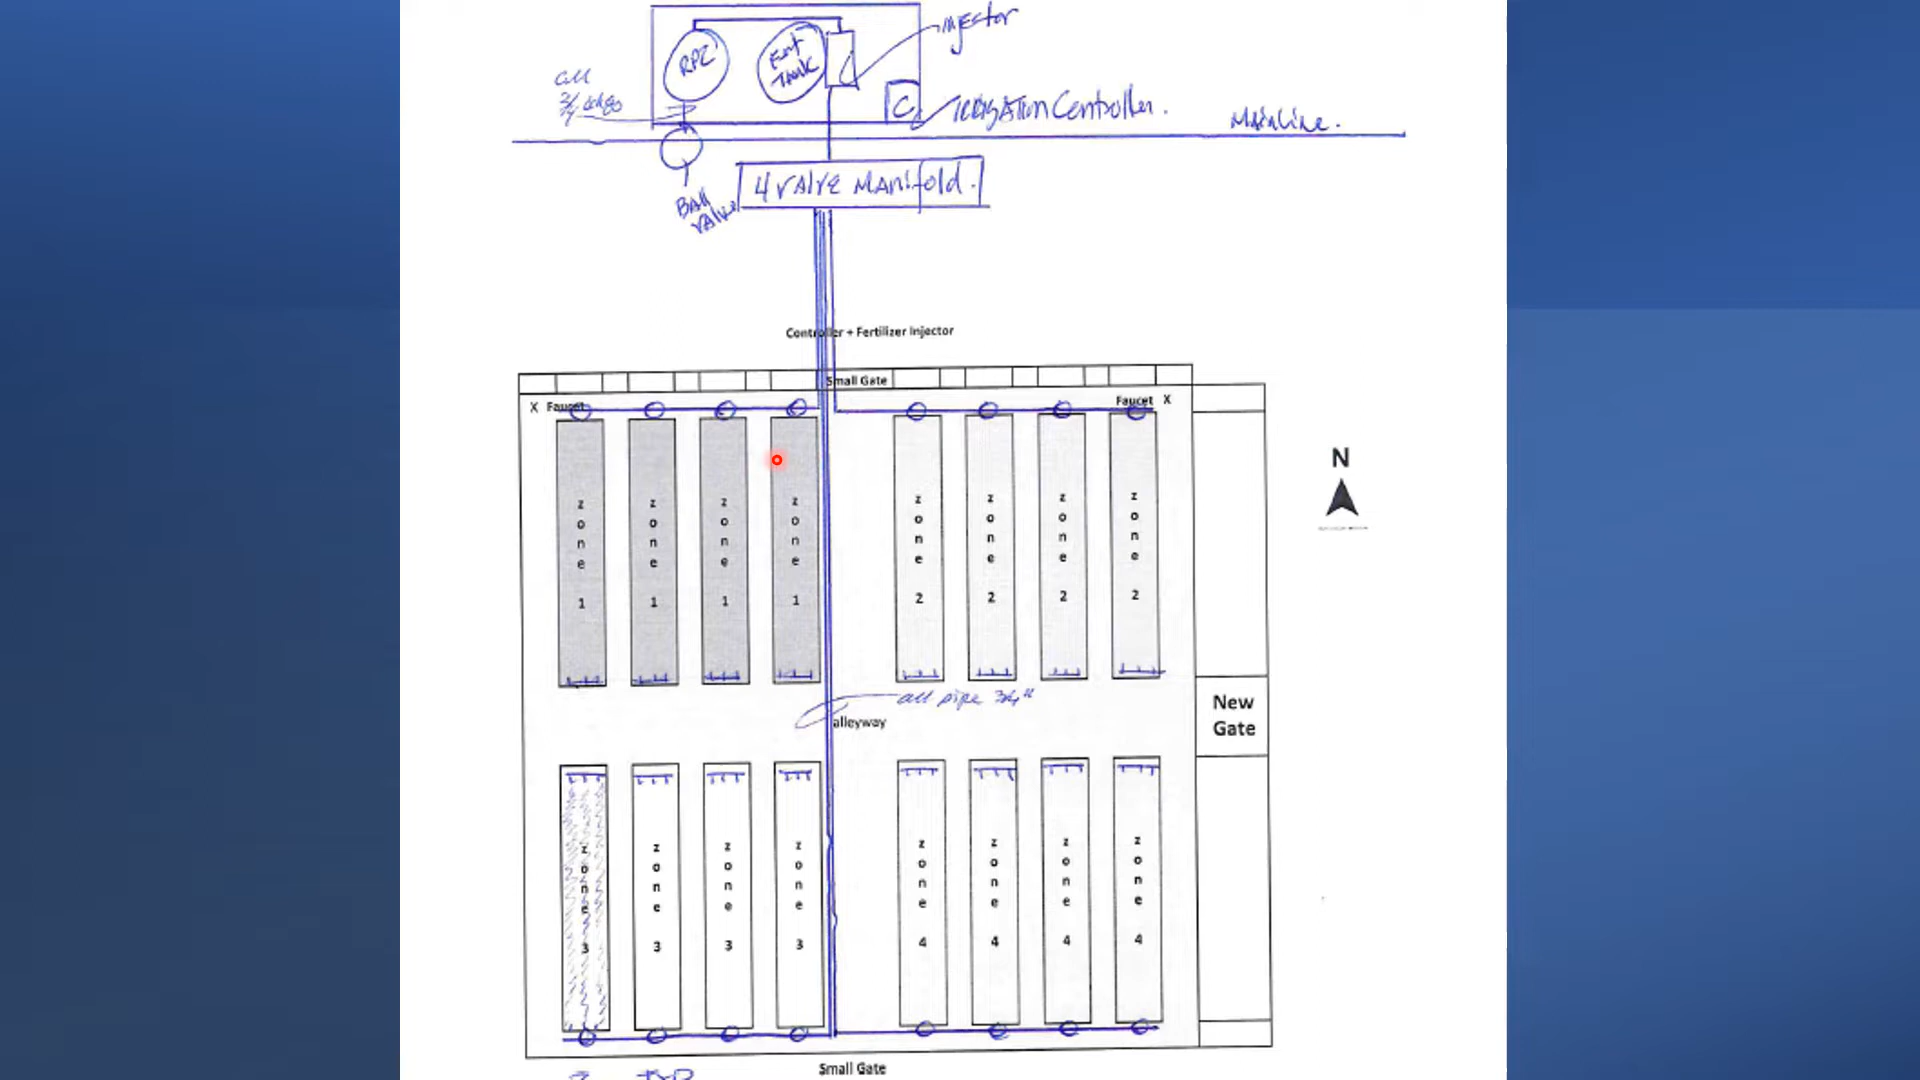 injector
RPZ
Fert
TANK
all
C
IRRIGATION Controller.
Mainline.
4 VALVE MANifold.
BAll
VALVE
Controller + Fertilizer Injector
Small Gate
X Faucet
Faucet X
N
zone 1
zone 1
zone 1
zone 1
zone 2
zone 2
zone 2
zone 2
all pipe 3/4"
alleyway
New
Gate
zone 3
zone 3
zone 3
zone 3
zone 4
zone 4
zone 4
zone 4
Small Gate